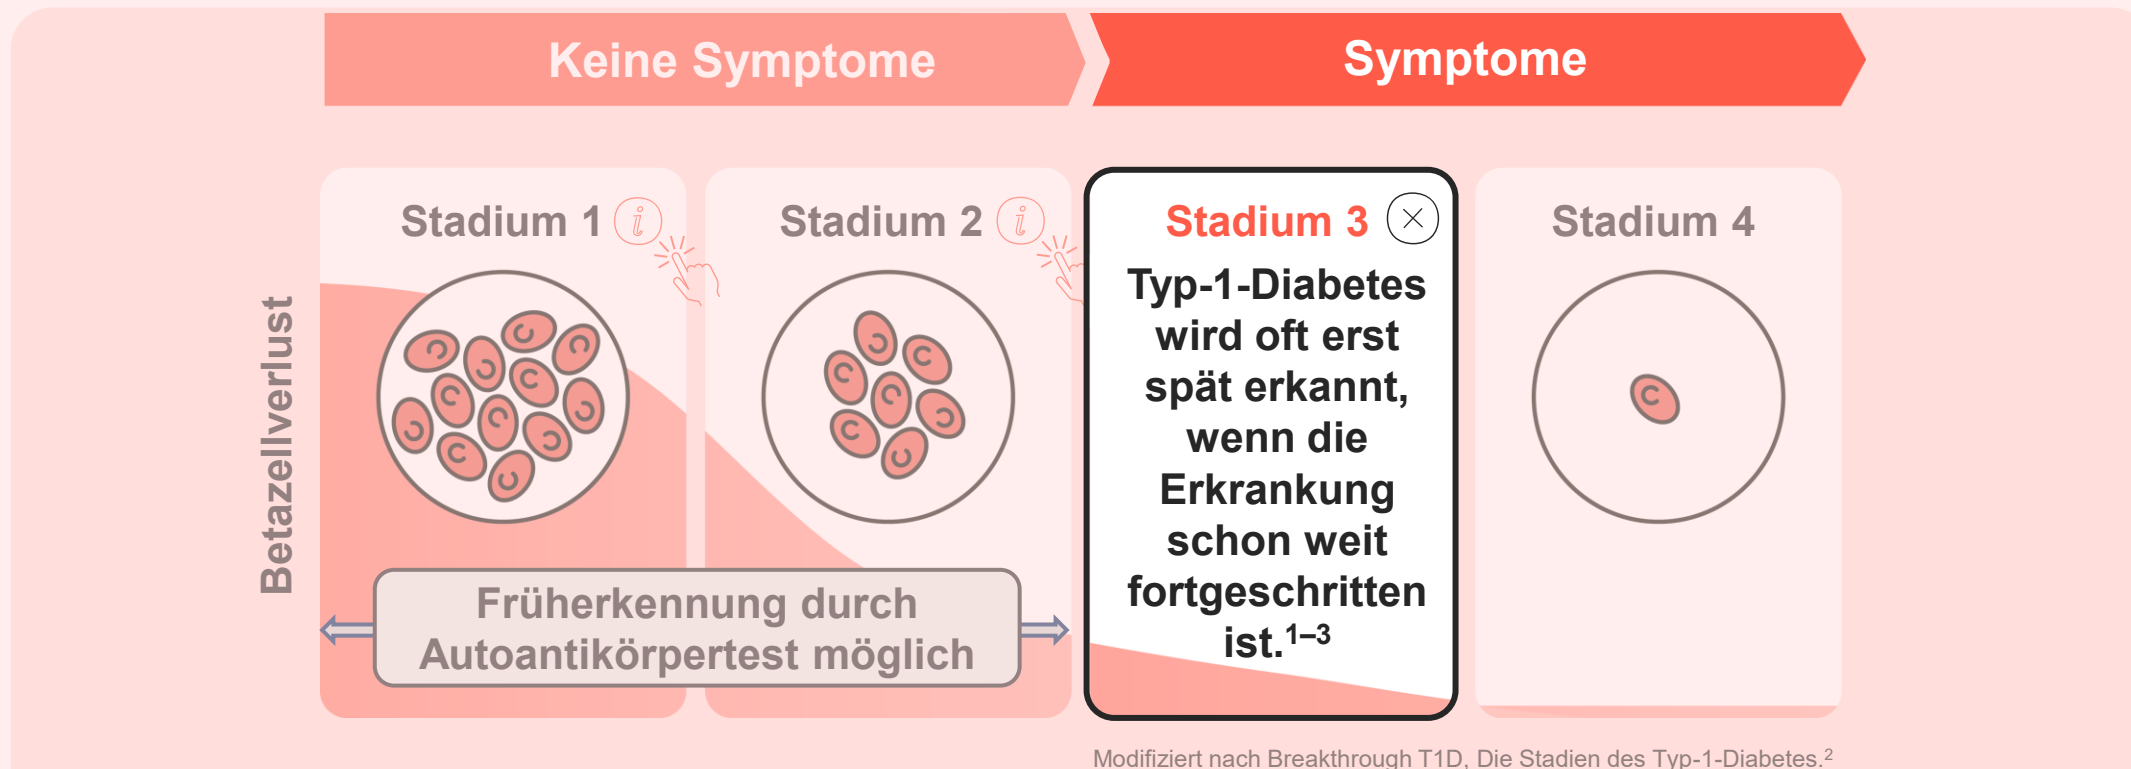 Keine Symptome
Symptome
Stadium 1
Stadium 2
Stadium 3
Stadium 4
Typ-1-Diabetes
wird oft erst
spät erkannt,
wenn die
Erkrankung
schon weit
fortgeschritten
ist.¹⁻³
Betazellverlust
Früherkennung durch
Autoantikörpertest möglich
Modifiziert nach Breakthrough T1D, Die Stadien des Typ-1-Diabetes.²